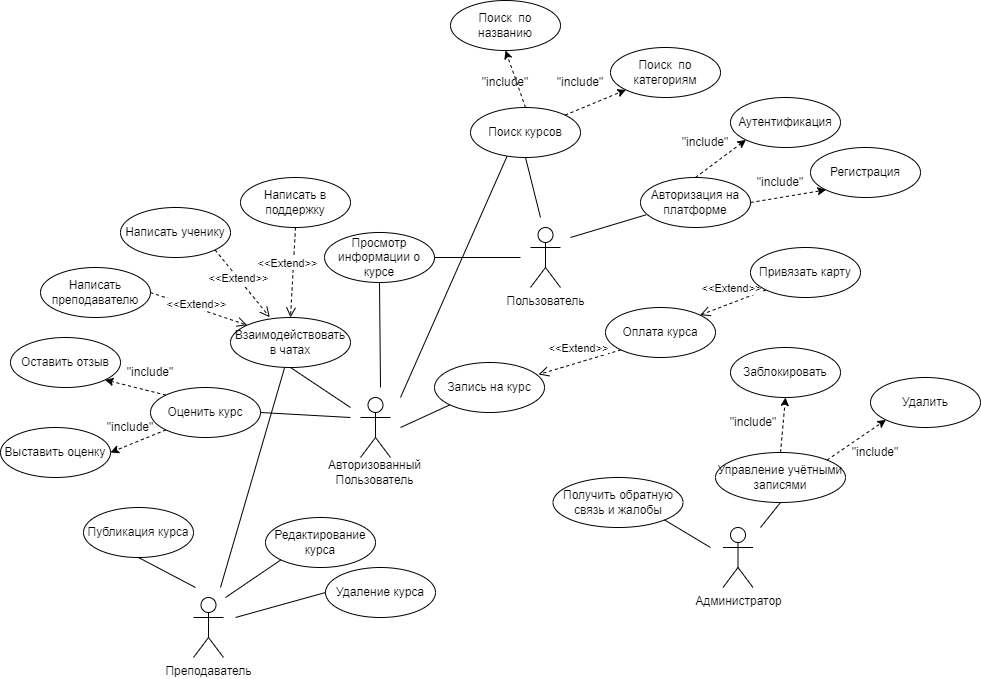 Поиск по
названию
"include"
"include"
Поиск по
категориям
Поиск курсов
Аутентификация
"include"
Регистрация
"include"
Авторизация на
платформе
Написать в
поддержку
Написать ученику
Просмотр
информации о
курсе
<<Extend>>
<<Extend>>
Написать
преподавателю
<<Extend>>
Пользователь
Привязать карту
<<Extend>>
Оплата курса
<<Extend>>
Взаимодействовать
в чатах
Оставить отзыв
"include"
Запись на курс
Заблокировать
Удалить
Оценить курс
"include"
"include"
"include"
Выставить оценку
Авторизованный
Пользователь
Управление учётными
записями
Получить обратную
связь и жалобы
Публикация курса
Редактирование
курса
Удаление курса
Администратор
Преподаватель